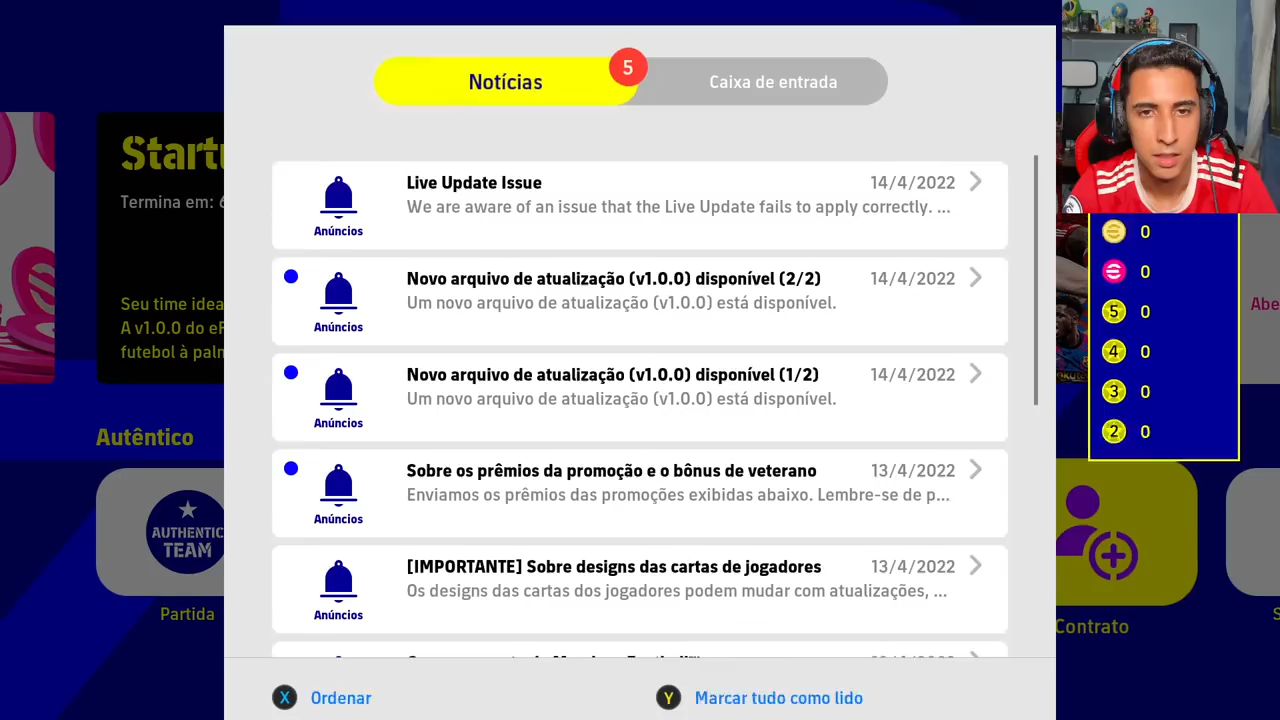 Notícias
5
Caixa de entrada
Live Update Issue
14/4/2022
We are aware of an issue that the Live Update fails to apply correctly. ...
Anúncios
Novo arquivo de atualização (v1.0.0) disponível (2/2)
14/4/2022
Um novo arquivo de atualização (v1.0.0) está disponível.
Anúncios
Novo arquivo de atualização (v1.0.0) disponível (1/2)
14/4/2022
Um novo arquivo de atualização (v1.0.0) está disponível.
Anúncios
Sobre os prêmios da promoção e o bônus de veterano
13/4/2022
Enviamos os prêmios das promoções exibidas abaixo. Lembre-se de p...
Anúncios
[IMPORTANTE] Sobre designs das cartas de jogadores
13/4/2022
Os designs das cartas dos jogadores podem mudar com atualizações, ...
Anúncios
X Ordenar
Y Marcar tudo como lido
Start
Termina em: 6
Seu time idea
A v1.0.0 do eF
futebol à paln
Autêntico
AUTHENTIC
TEAM
Partida
0
0
5 0
4 0
3 0
2 0
Abe
Contrato